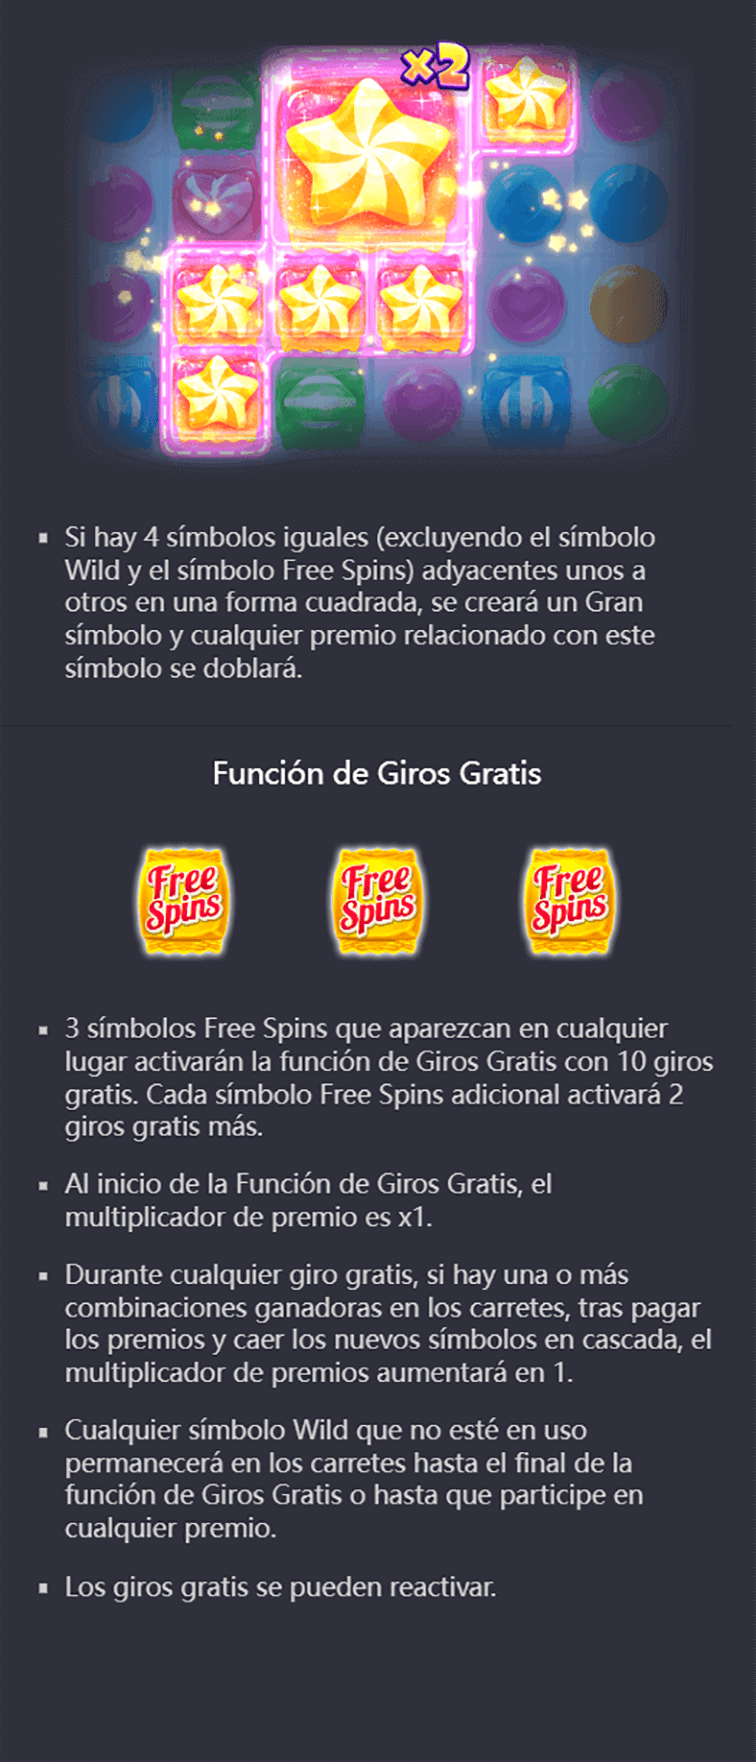 x2
Si hay 4 símbolos iguales (excluyendo el símbolo
Wild y el símbolo Free Spins) adyacentes unos a
otros en una forma cuadrada, se creará un Gran
símbolo y cualquier premio relacionado con este
símbolo se doblará.
Función de Giros Gratis
Free Spins
Free Spins
Free Spins
3 símbolos Free Spins que aparezcan en cualquier
lugar activarán la función de Giros Gratis con 10 giros
gratis. Cada símbolo Free Spins adicional activará 2
giros gratis más.
Al inicio de la Función de Giros Gratis, el
multiplicador de premio es x1.
Durante cualquier giro gratis, si hay una o más
combinaciones ganadoras en los carretes, tras pagar
los premios y caer los nuevos símbolos en cascada, el
multiplicador de premios aumentará en 1.
Cualquier símbolo Wild que no esté en uso
permanecerá en los carretes hasta el final de la
función de Giros Gratis o hasta que participe en
cualquier premio.
Los giros gratis se pueden reactivar.